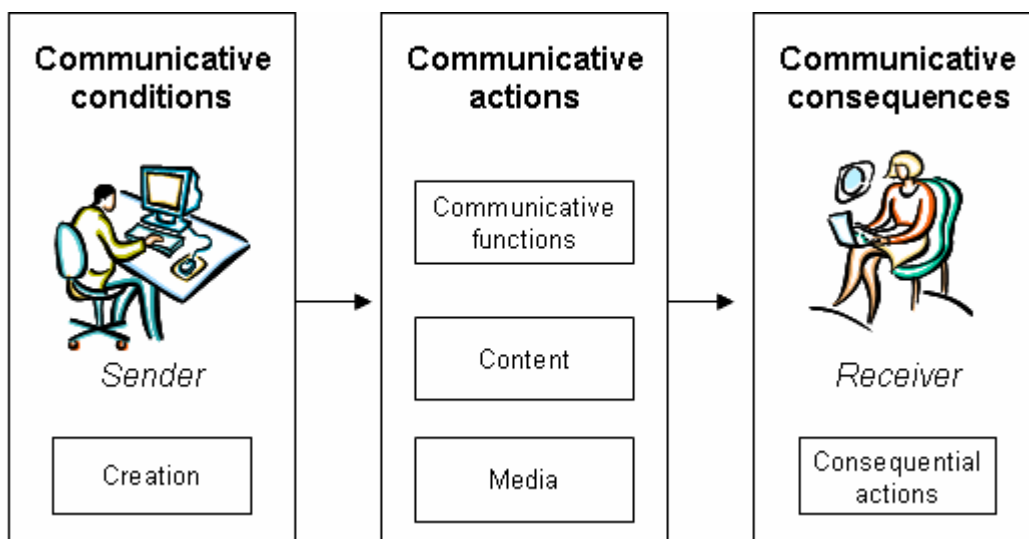 Communicative
conditions
Sender
Creation
Communicative
actions
Communicative
functions
Content
Media
Communicative
consequences
Receiver
Consequential
actions